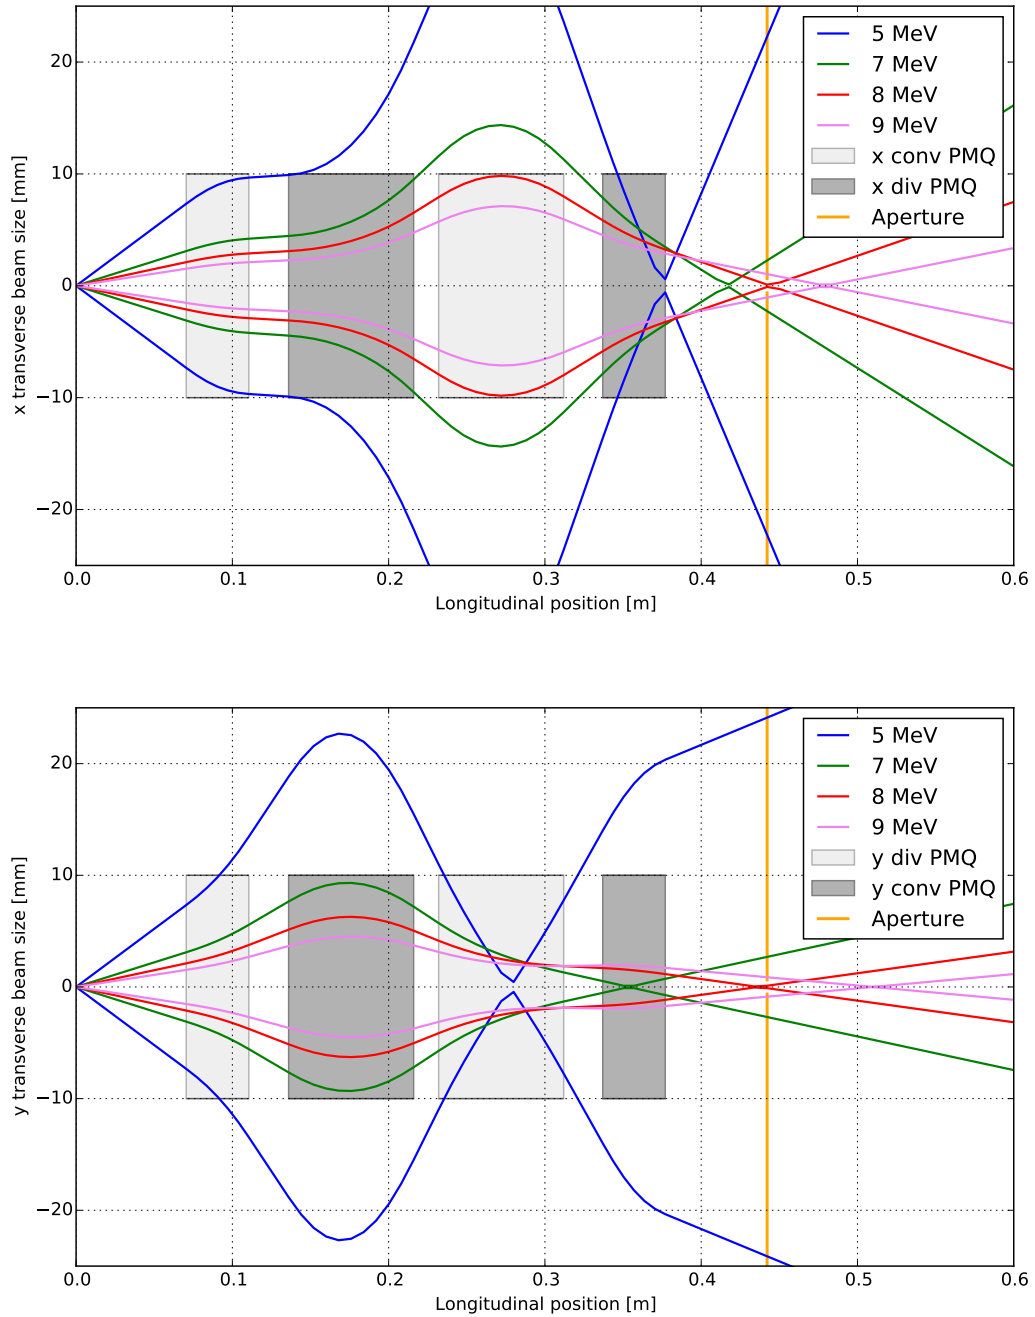 20
10
0
−10
−20
x transverse beam size [mm]
5 MeV
7 MeV
8 MeV
9 MeV
x conv PMQ
x div PMQ
Aperture
0.0 0.1 0.2 0.3 0.4 0.5 0.6
Longitudinal position [m]
20
10
0
−10
−20
y transverse beam size [mm]
5 MeV
7 MeV
8 MeV
9 MeV
y div PMQ
y conv PMQ
Aperture
0.0 0.1 0.2 0.3 0.4 0.5 0.6
Longitudinal position [m]